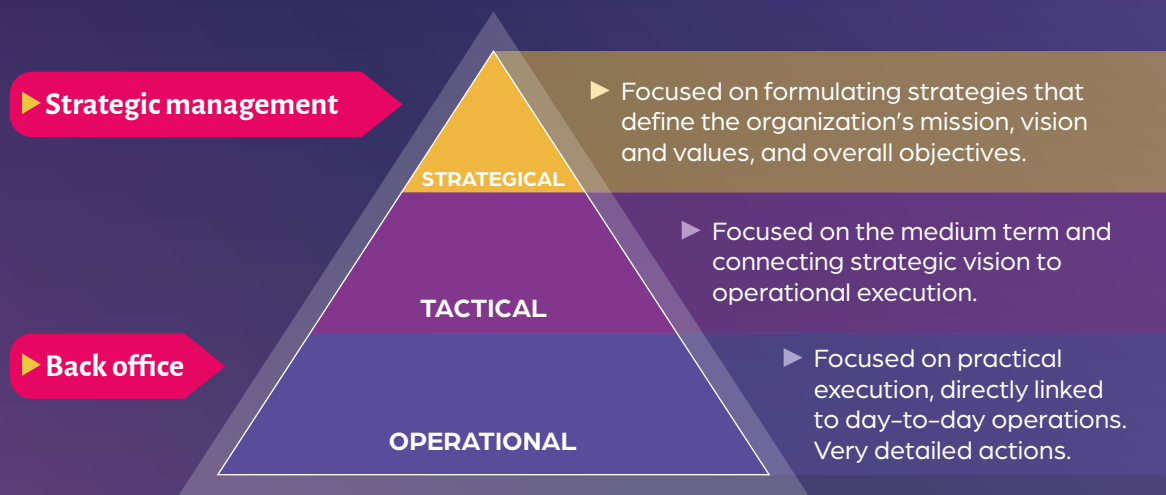 Strategic management
Focused on formulating strategies that
define the organization's mission, vision
and values, and overall objectives.
STRATEGICAL
Focused on the medium term and
connecting strategic vision to
operational execution.
TACTICAL
Back office
Focused on practical
execution, directly linked
to day-to-day operations.
Very detailed actions.
OPERATIONAL